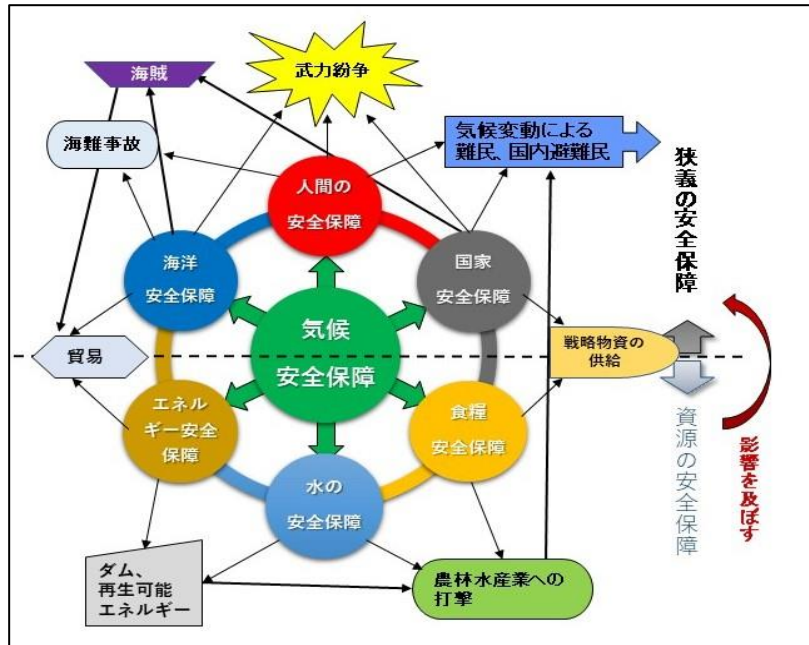 海賊
武力紛争
海難事故
気候変動による
難民、国内避難民
狭義の安全保障
人間の
安全保障
海洋
安全保障
国家
安全保障
気候
安全保障
貿易
戦略物資の
供給
エネル
ギー安全
保障
食糧
安全保障
資源の安全保障
影響を及ぼす
水の
安全保障
ダム、
再生可能
エネルギー
農林水産業への
打撃